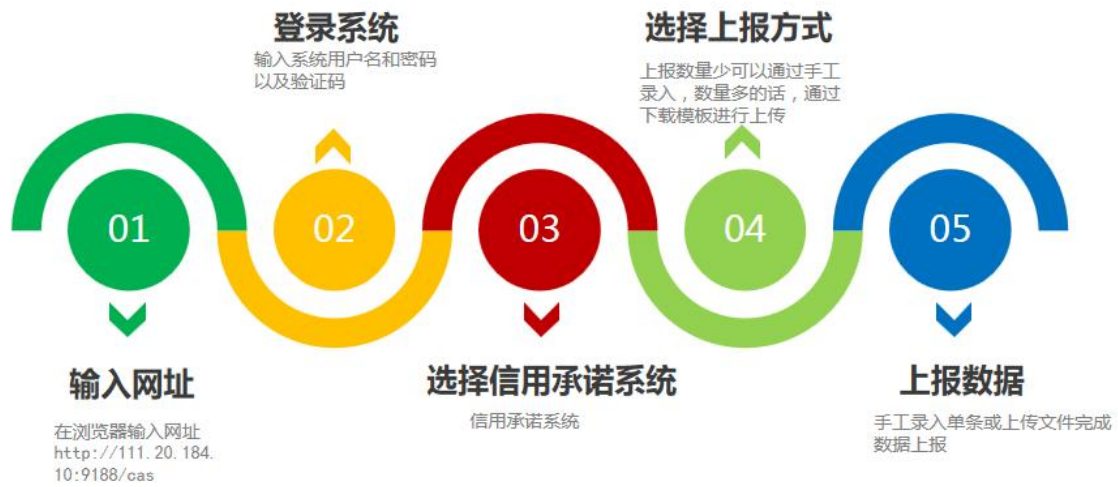 登录系统
输入系统用户名和密码
以及验证码
选择上报方式
上报数量少可以通过手工
录入，数量多的话，通过
下载模板进行上传
01
02
03
04
05
输入网址
在浏览器输入网址
http://111.20.184.
10:9188/cas
选择信用承诺系统
信用承诺系统
上报数据
手工录入单条或上传文件完成
数据上报